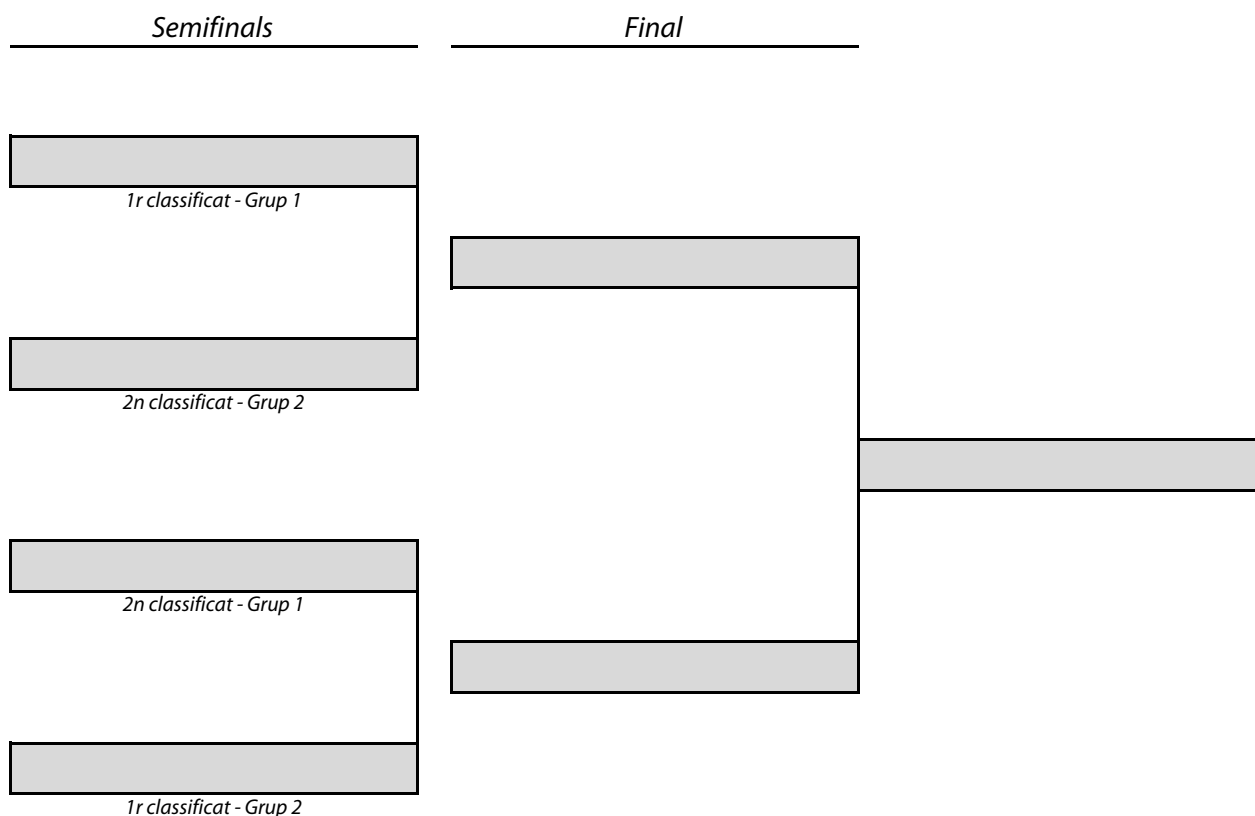 Semifinals
Final
1r classificat - Grup 1
2n classificat - Grup 2
2n classificat - Grup 1
1r classificat - Grup 2